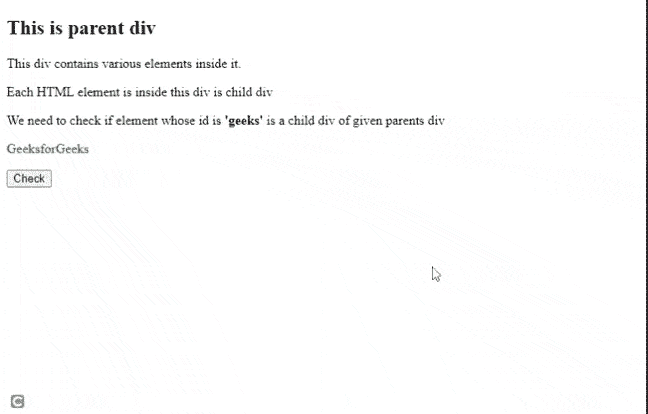 This is parent div
This div contains various elements inside it.
Each HTML element is inside this div is child div
We need to check if element whose id is 'geeks' is a child div of given parents div
GeeksforGeeks
Check